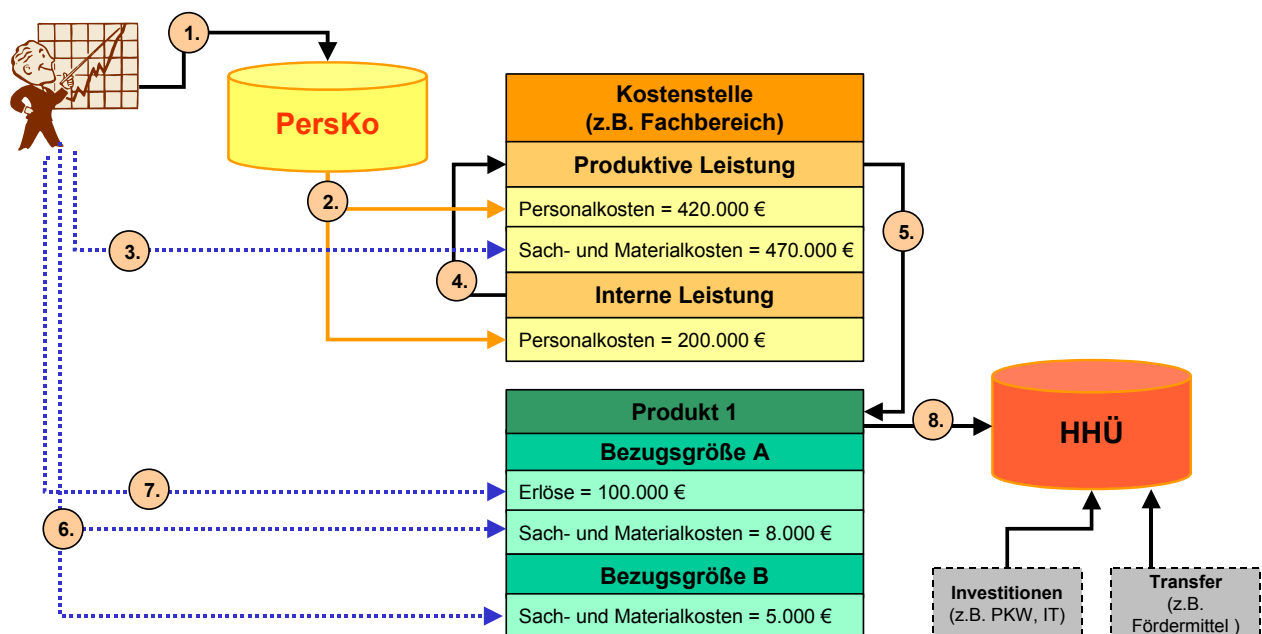 1.
PersKo
Kostenstelle
(z.B. Fachbereich)
Produktive Leistung
2.
Personalkosten = 420.000 €
5.
3.
Sach- und Materialkosten = 470.000 €
4.
Interne Leistung
Personalkosten = 200.000 €
Produkt 1
8.
HHÜ
Bezugsgröße A
7.
Erlöse = 100.000 €
6.
Sach- und Materialkosten = 8.000 €
Bezugsgröße B
Sach- und Materialkosten = 5.000 €
Investitionen
(z.B. PKW, IT)
Transfer
(z.B.
Fördermittel )